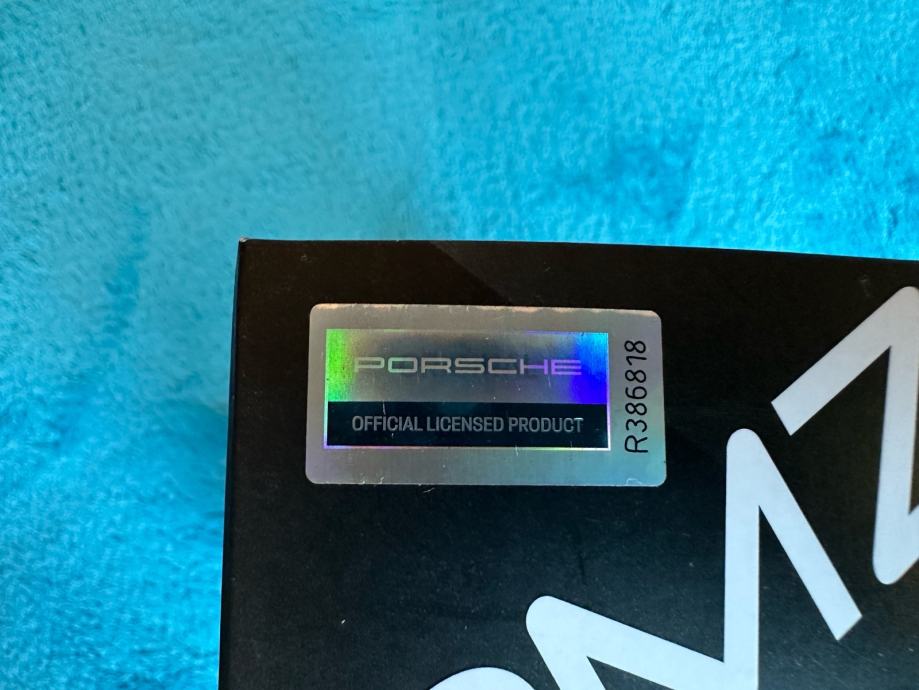 PORSCHE
OFFICIAL LICENSED PRODUCT
R386818